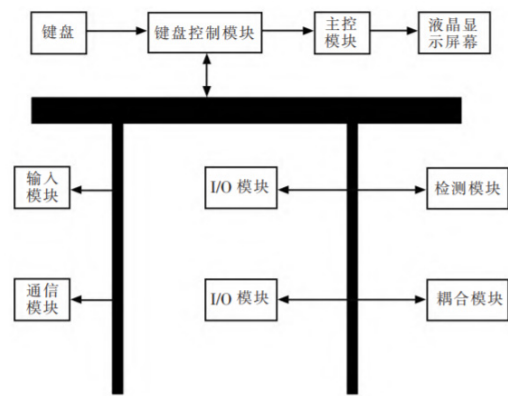 键盘
键盘控制模块
主控
模块
液晶显
示屏幕
输入
模块
I/O 模块
检测模块
通信
模块
I/O 模块
耦合模块